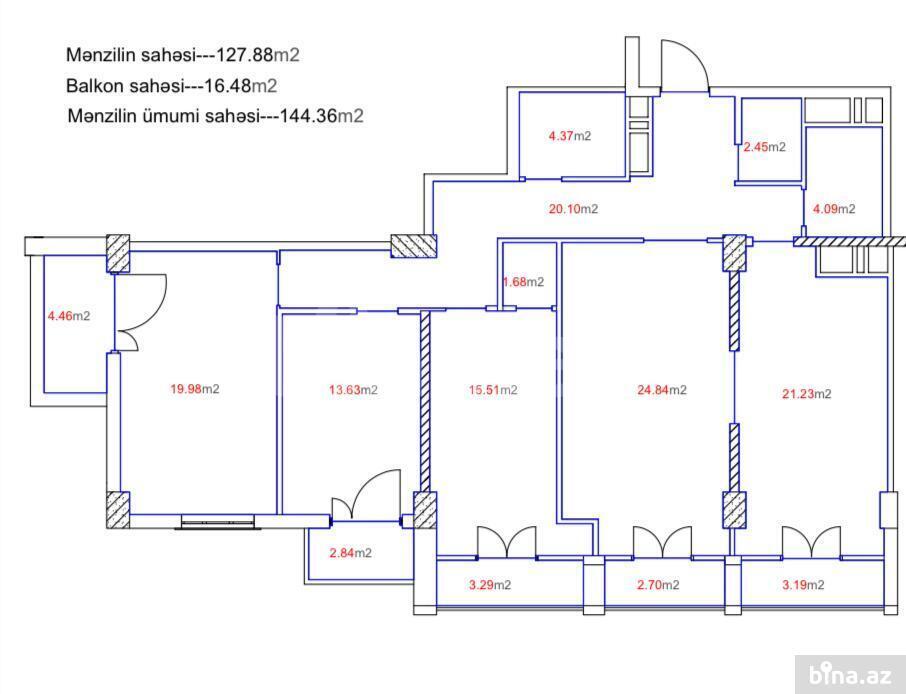 Mənzilin sahəsi---127.88m2
Balkon sahəsi---16.48m2
Mənzilin ümumi sahəsi---144.36m2
4.37m2
2.45m2
20.10m2
4.09m2
1.68m2
4.46m2
19.98m2
13.63m2
15.51m2
24.84m2
21.23m2
2.84m2
3.29m2
2.70m2
3.19m2
bina.az